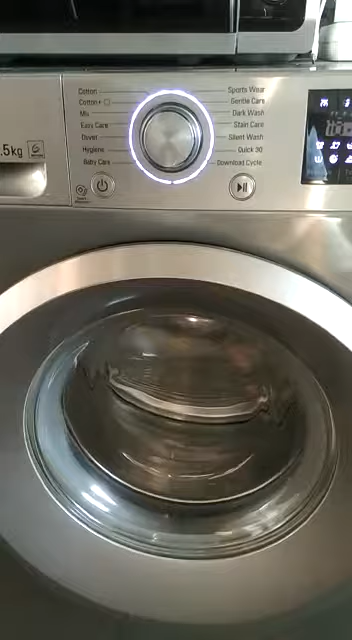 Cotton
Cotton+
Mix
Easy Care
Duvet
Hygiene
Baby Care
Sports Wear
Gentle Care
Dark Wash
Stain Care
Silent Wash
Quick 30
Download Cycle
.5kg